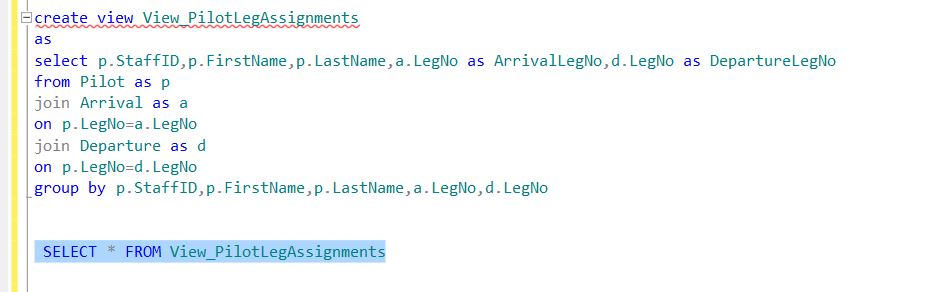 create view View_PilotLegAssignments
as
select p.StaffID,p.FirstName,p.LastName,a.LegNo as ArrivalLegNo,d.LegNo as DepartureLegNo
from Pilot as p
join Arrival as a
on p.LegNo=a.LegNo
join Departure as d
on p.LegNo=d.LegNo
group by p.StaffID,p.FirstName,p.LastName,a.LegNo,d.LegNo
SELECT * FROM View_PilotLegAssignments